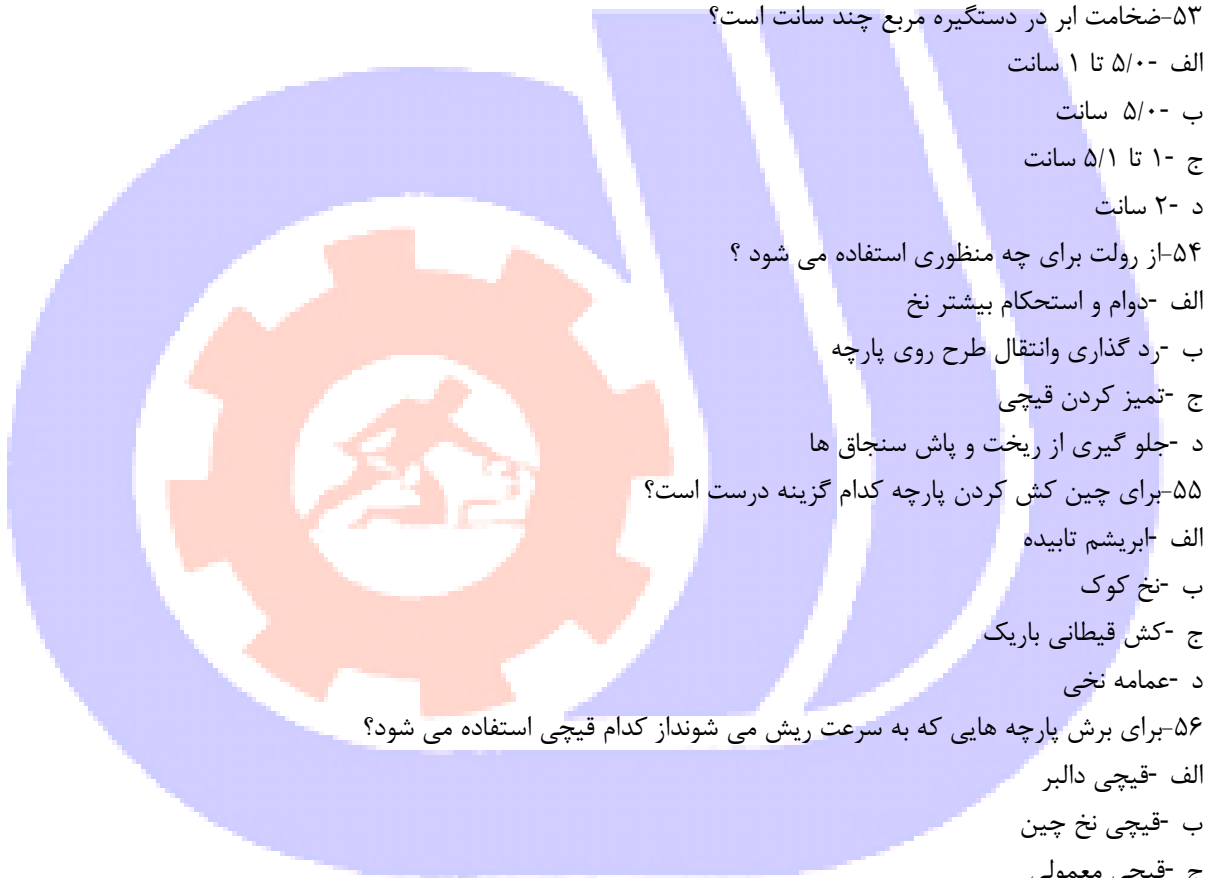 ۵۳-ضخامت ابر در دستگیره مربع چند سانت است؟
الف -۵/۰ تا ۱ سانت
ب -۵/۰ سانت
ج -۱ تا ۵/۱ سانت
د -۲ سانت
۵۴-از رولت برای چه منظوری استفاده می شود ؟
الف -دوام و استحکام بیشتر نخ
ب -رد گذاری وانتقال طرح روی پارچه
ج -تمیز کردن قیچی
د -جلو گیری از ریخت و پاش سنجاق ها
۵۵-برای چین کش کردن پارچه کدام گزینه درست است؟
الف -ابریشم تابیده
ب -نخ کوک
ج -کش قیطانی باریک
د -عمامه نخی
۵۶-برای برش پارچه هایی که به سرعت ریش می شونداز کدام قیچی استفاده می شود؟
الف -قیچی دالبر
ب -قیچی نخ چین
ج -قیچی معمولی